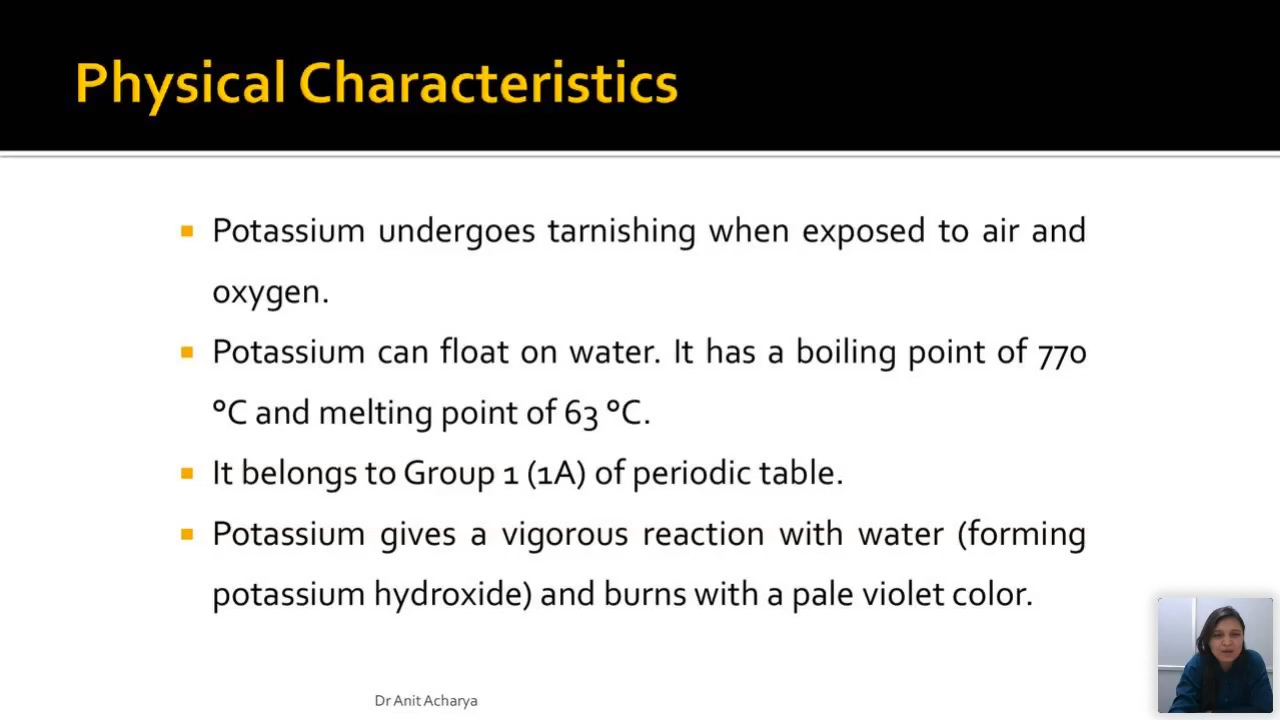 Physical Characteristics
Potassium undergoes tarnishing when exposed to air and
oxygen.
Potassium can float on water. It has a boiling point of 770
°C and melting point of 63 °C.
It belongs to Group 1 (1A) of periodic table.
Potassium gives a vigorous reaction with water (forming
potassium hydroxide) and burns with a pale violet color.
Dr Anit Acharya